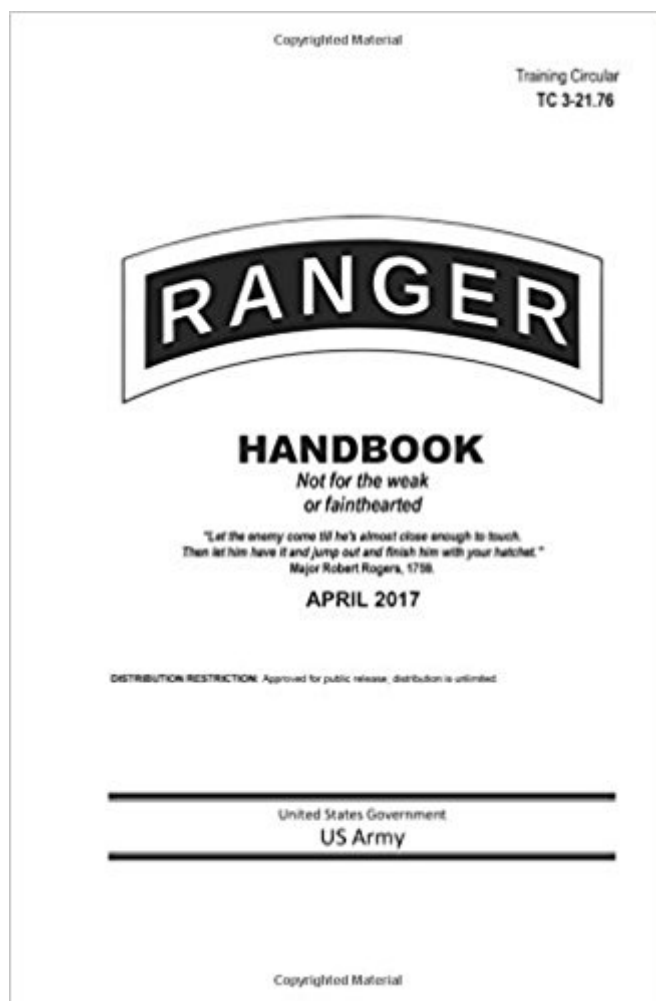 Copyrighted Material
Training Circular
TC 3-21.76
RANGER
HANDBOOK
Not for the weak
or fainthearted
"Let the enemy come till he's almost close enough to touch.
Then let him have it and jump out and finish him with your hatchet."
Major Robert Rogers, 1759.
APRIL 2017
DISTRIBUTION RESTRICTION: Approved for public release; distribution is unlimited.
United States Government
US Army
Copyrighted Material